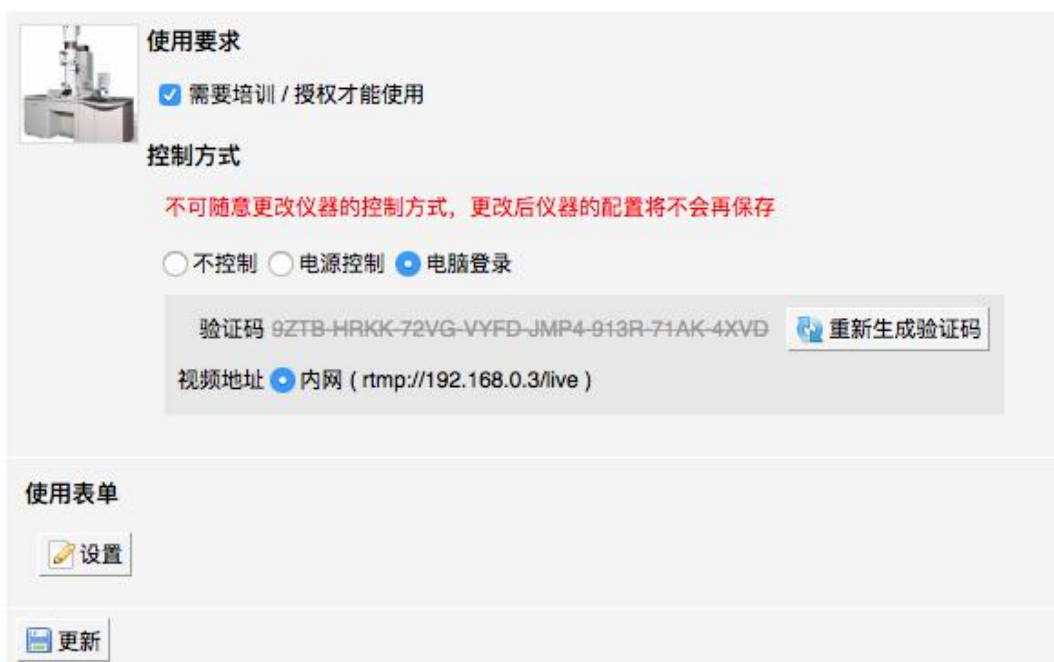 使用要求
需要培训 / 授权才能使用
控制方式
不可随意更改仪器的控制方式，更改后仪器的配置将不会再保存
不控制 电源控制 电脑登录
验证码 9ZTB-HRKK-72VG-VYFD-JMP4-913R-71AK-4XVD 重新生成验证码
视频地址 内网 ( rtmp://192.168.0.3/live )
使用表单
设置
更新